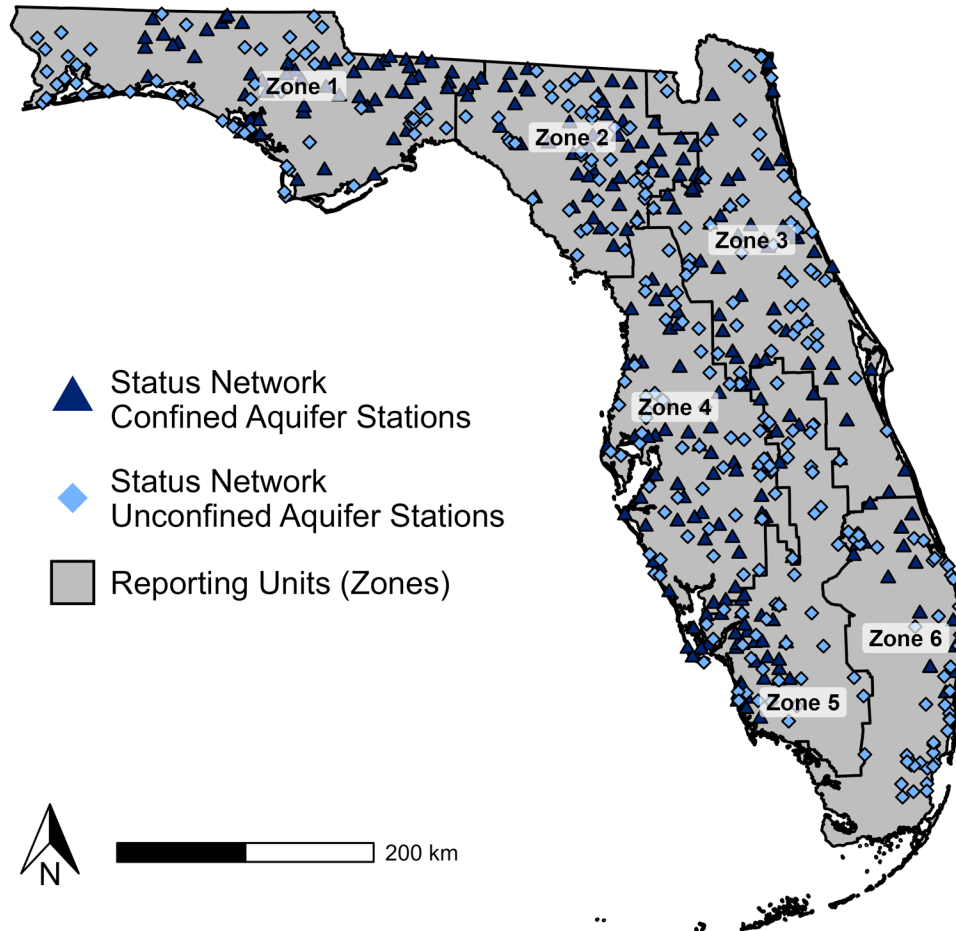 Zone 1
Zone 2
Zone 3
Status Network
Confined Aquifer Stations
Zone 4
Status Network
Unconfined Aquifer Stations
Reporting Units (Zones)
Zone 6
Zone 5
N
200 km